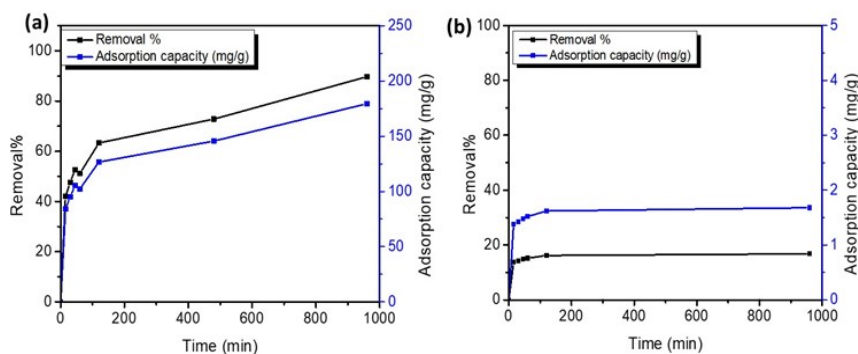 (a)
Removal %
Adsorption capacity (mg/g)
100
80
60
40
20
0
Removal%
250
200
150
100
50
0
Adsorption capacity (mg/g)
0 200 400 600 800 1000
Time (min)
(b)
Removal %
Adsorption capacity (mg/g)
100
80
60
40
20
0
Removal%
5
4
3
2
1
0
Adsorption capacity (mg/g)
0 200 400 600 800 1000
Time (min)